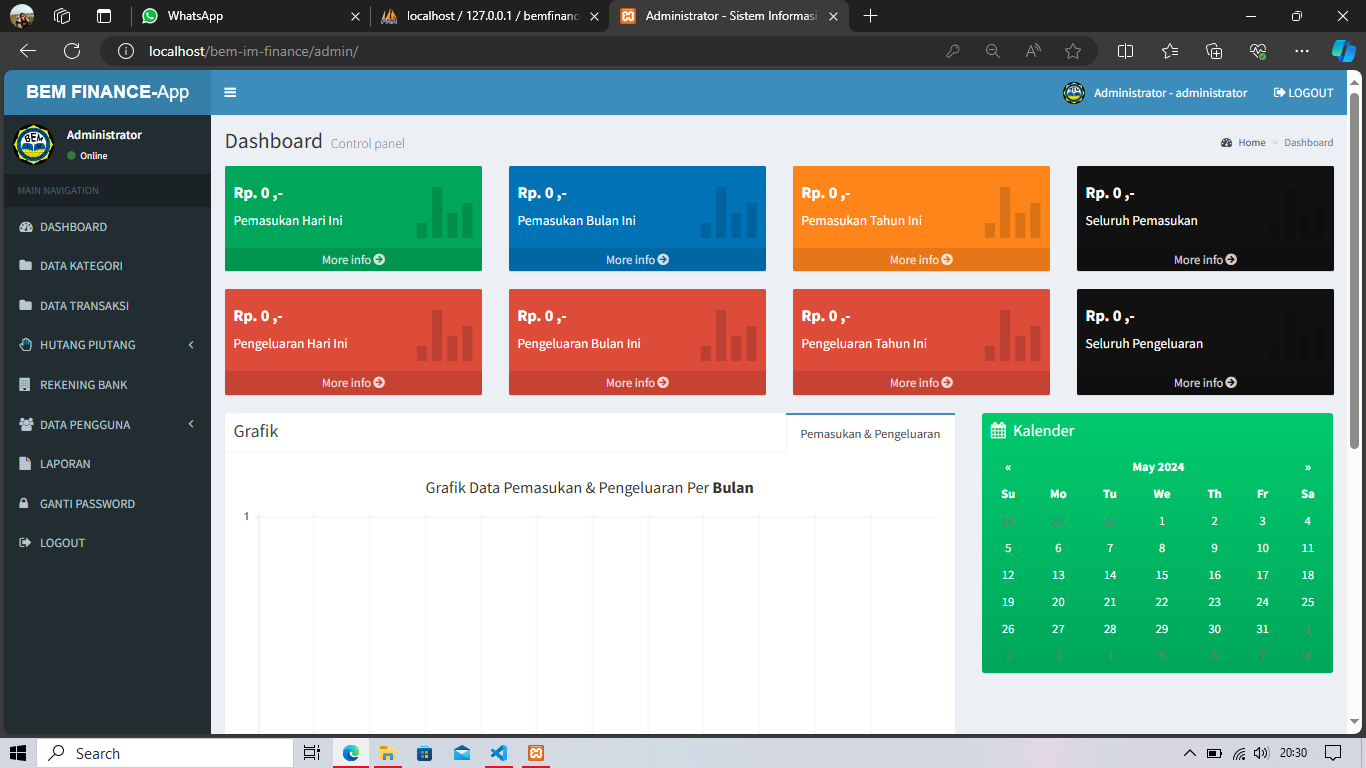 WhatsApp
localhost / 127.0.0.1 / bemfinanc
Administrator - Sistem Informasi
localhost/bem-im-finance/admin/
BEM FINANCE-App
Administrator - administrator
LOGOUT
Administrator
Online
MAIN NAVIGATION
DASHBOARD
DATA KATEGORI
DATA TRANSAKSI
HUTANG PIUTANG
REKENING BANK
DATA PENGGUNA
LAPORAN
GANTI PASSWORD
LOGOUT
Dashboard Control panel
Home > Dashboard
Rp. 0 ,-
Pemasukan Hari Ini
More info
Rp. 0 ,-
Pemasukan Bulan Ini
More info
Rp. 0 ,-
Pemasukan Tahun Ini
More info
Rp. 0 ,-
Seluruh Pemasukan
More info
Rp. 0 ,-
Pengeluaran Hari Ini
More info
Rp. 0 ,-
Pengeluaran Bulan Ini
More info
Rp. 0 ,-
Pengeluaran Tahun Ini
More info
Rp. 0 ,-
Seluruh Pengeluaran
More info
Grafik
Pemasukan & Pengeluaran
Grafik Data Pemasukan & Pengeluaran Per Bulan
1
Kalender
« May 2024 »
Su Mo Tu We Th Fr Sa
28 29 30 1 2 3 4
5 6 7 8 9 10 11
12 13 14 15 16 17 18
19 20 21 22 23 24 25
26 27 28 29 30 31 1
2 3 4 5 6 7 8
Search
20:30